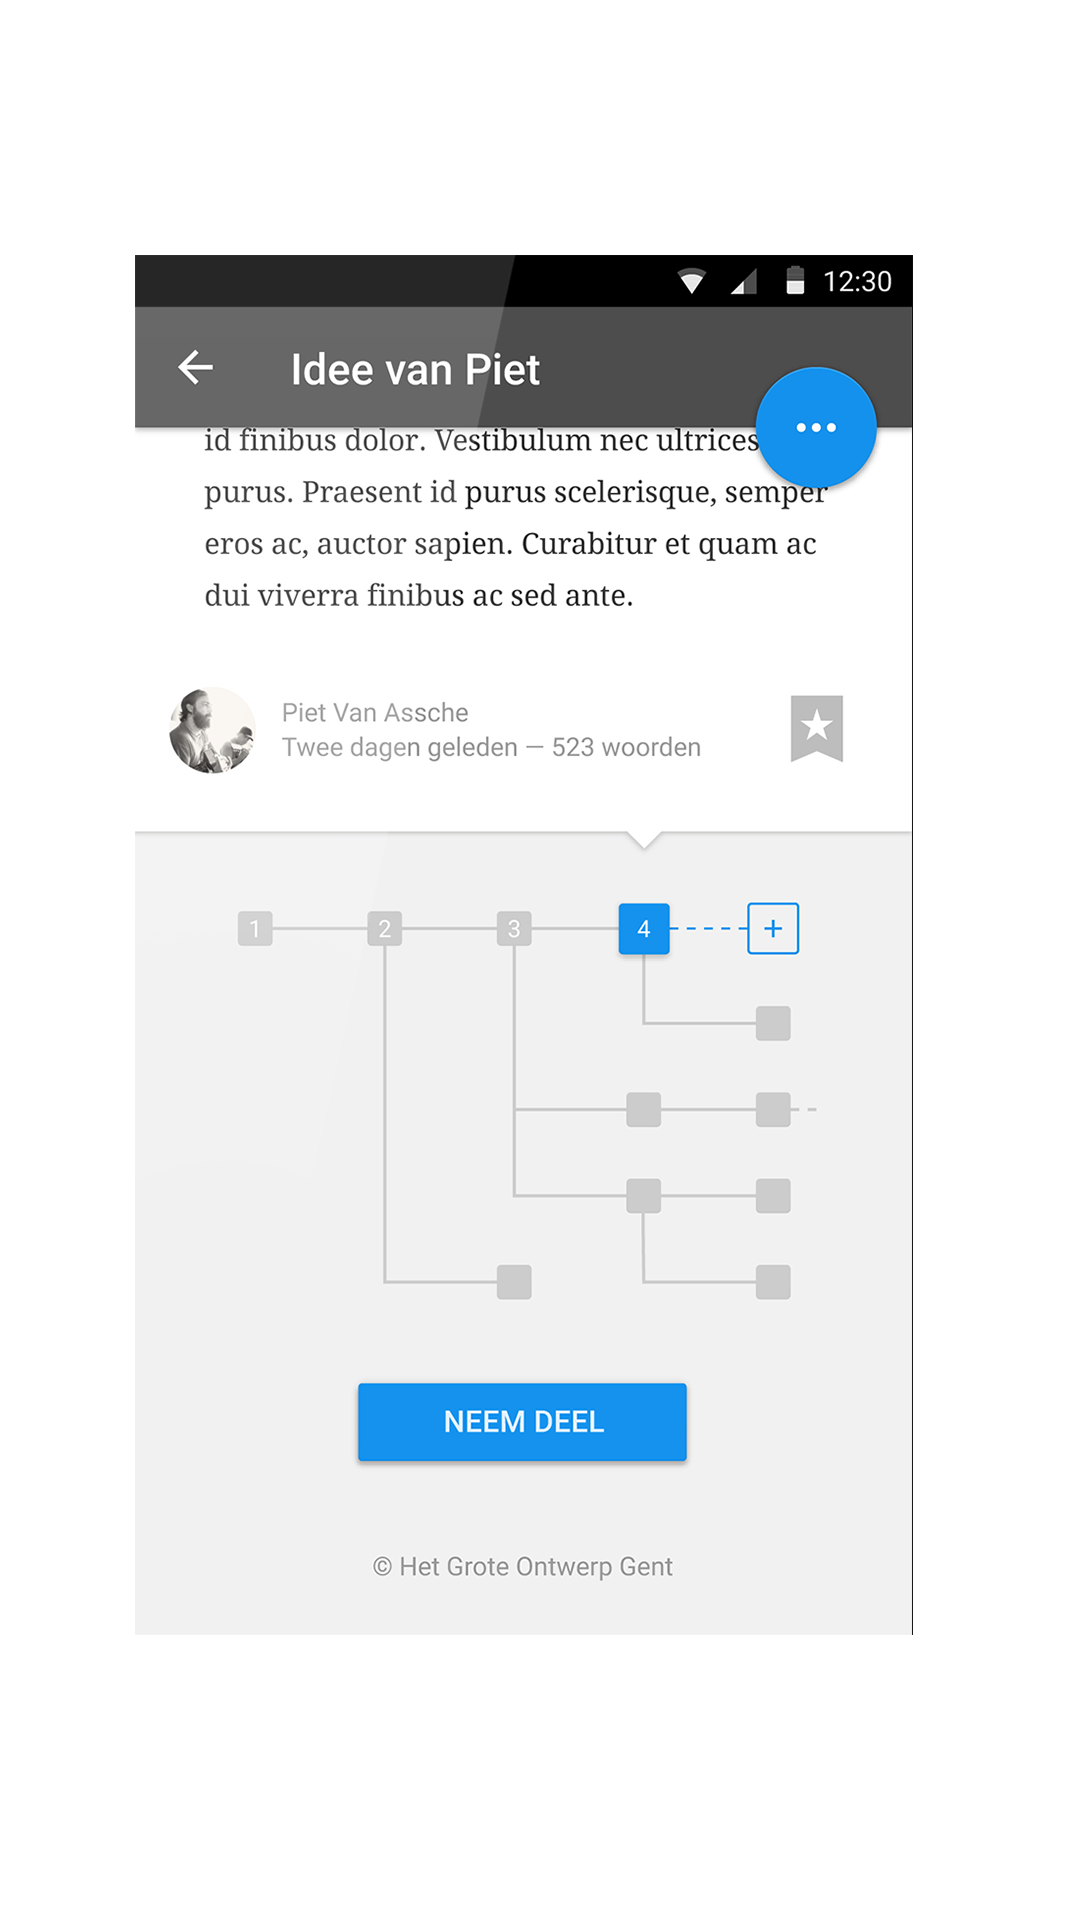 12:30
Idee van Piet
id finibus dolor. Vestibulum nec ultrices
purus. Praesent id purus scelerisque, semper
eros ac, auctor sapien. Curabitur et quam ac
dui viverra finibus ac sed ante.
Piet Van Assche
Twee dagen geleden — 523 woorden
1 2 3 4 +
NEEM DEEL
© Het Grote Ontwerp Gent